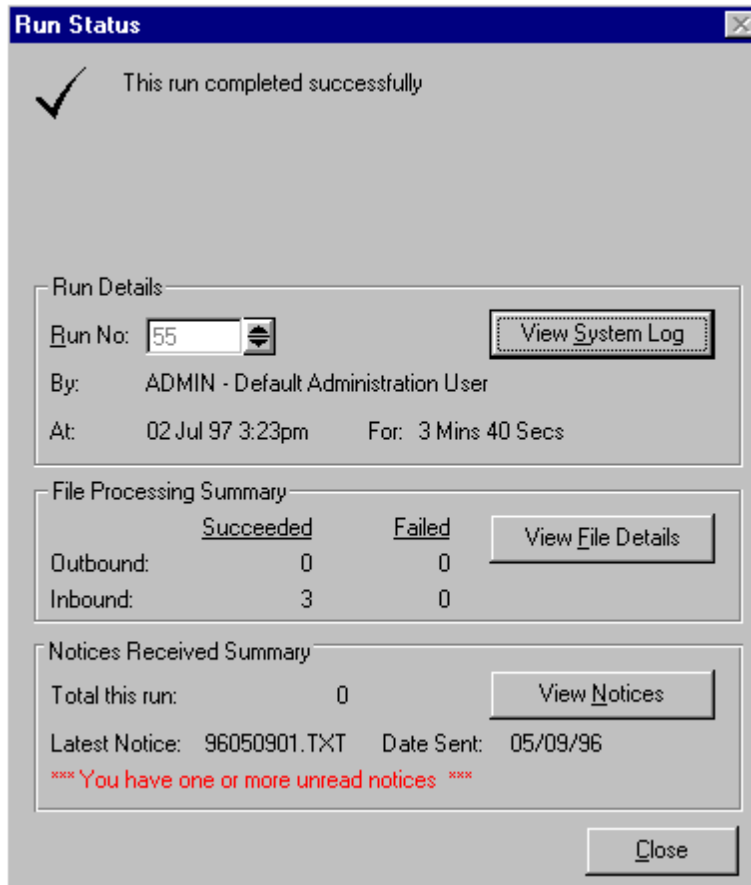 Run Status
This run completed successfully
Run Details
Run No: 55 View System Log
By: ADMIN - Default Administration User
At: 02 Jul 97 3:23pm For: 3 Mins 40 Secs
File Processing Summary
Succeeded Failed View File Details
Outbound: 0 0
Inbound: 3 0
Notices Received Summary
Total this run: 0 View Notices
Latest Notice: 96050901.TXT Date Sent: 05/09/96
*** You have one or more unread notices ***
Close